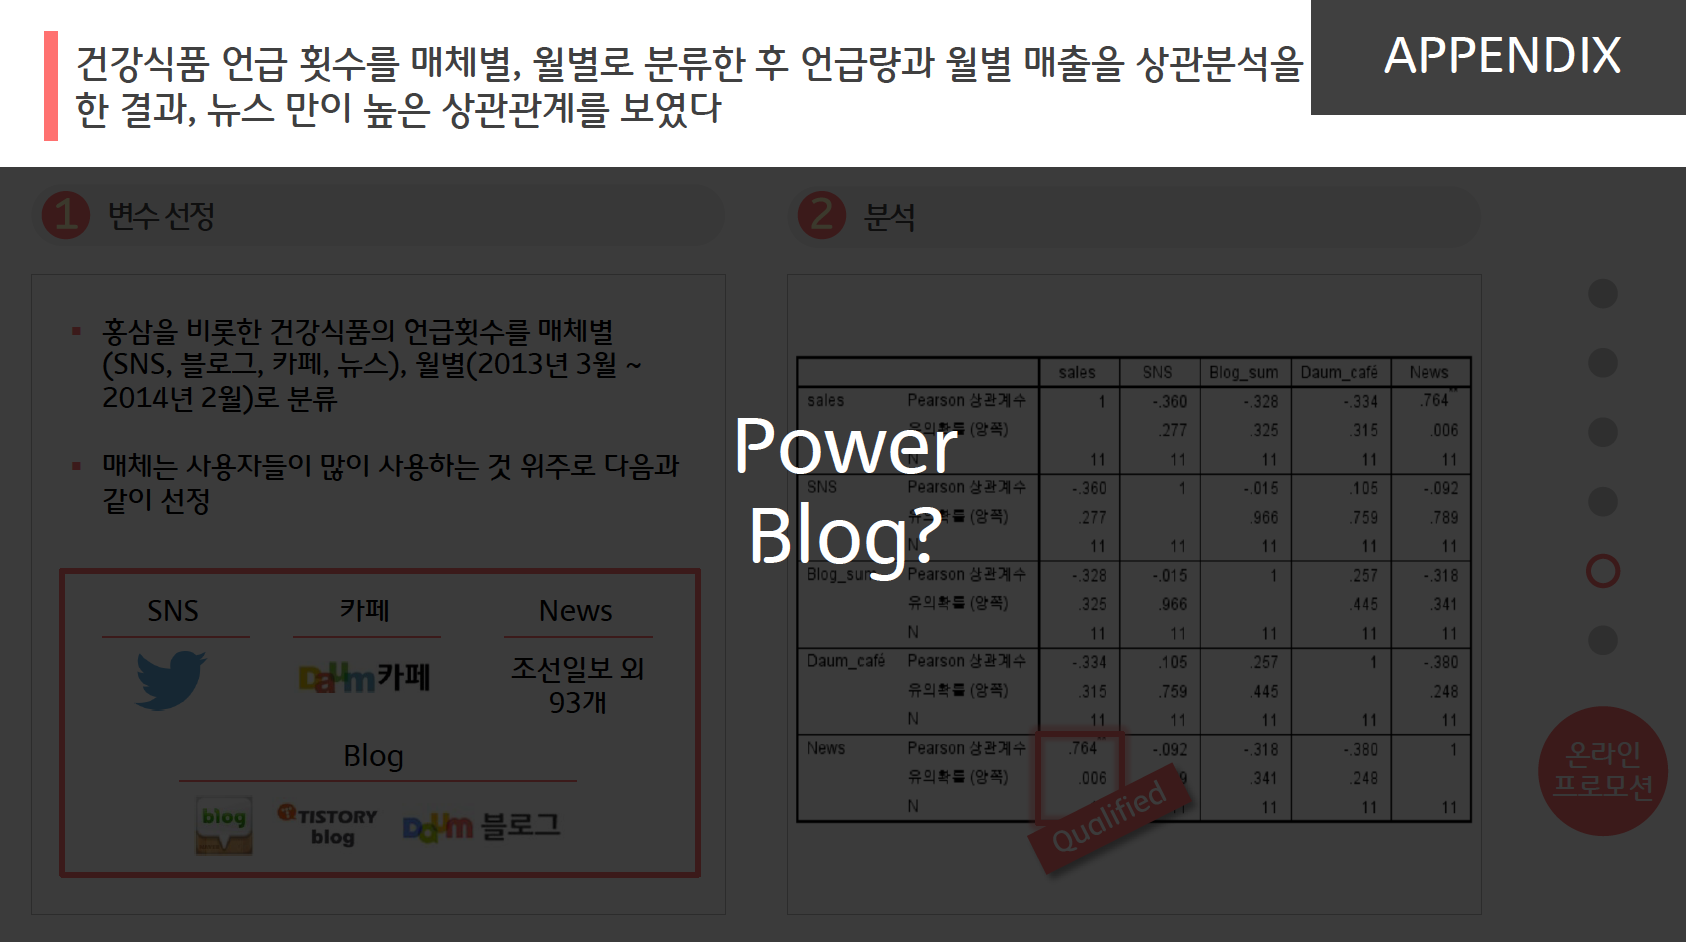 건강식품 언급 횟수를 매체별, 월별로 분류한 후 언급량과 월별 매출을 상관분석을
한 결과, 뉴스 만이 높은 상관관계를 보였다
APPENDIX
1 변수 선정
홍삼을 비롯한 건강식품의 언급횟수를 매체별
(SNS, 블로그, 카페, 뉴스), 월별(2013년 3월 ~
2014년 2월)로 분류
매체는 사용자들이 많이 사용하는 것 위주로 다음과
같이 선정
SNS 카페 News
Daum카페 조선일보 외
93개
Blog
blog TISTORY blog Daum 블로그
Power
Blog?
2 분석
sales SNS Blog_sum Daum_café News
sales Pearson 상관계수 1 -.360 -.328 -.334 .764**
유의확률 (양쪽) .277 .325 .315 .006
N 11 11 11 11 11
SNS Pearson 상관계수 -.360 1 -.015 .105 -.092
유의확률 (양쪽) .277 .966 .759 .789
N 11 11 11 11 11
Blog_sum Pearson 상관계수 -.328 -.015 1 .257 -.318
유의확률 (양쪽) .325 .966 .445 .341
N 11 11 11 11 11
Daum_café Pearson 상관계수 -.334 .105 .257 1 -.380
유의확률 (양쪽) .315 .759 .445 .248
N 11 11 11 11 11
News Pearson 상관계수 .764** -.092 -.318 -.380 1
유의확률 (양쪽) .006 .341 .248
N 11 11 11 11
Qualified
온라인
프로모션